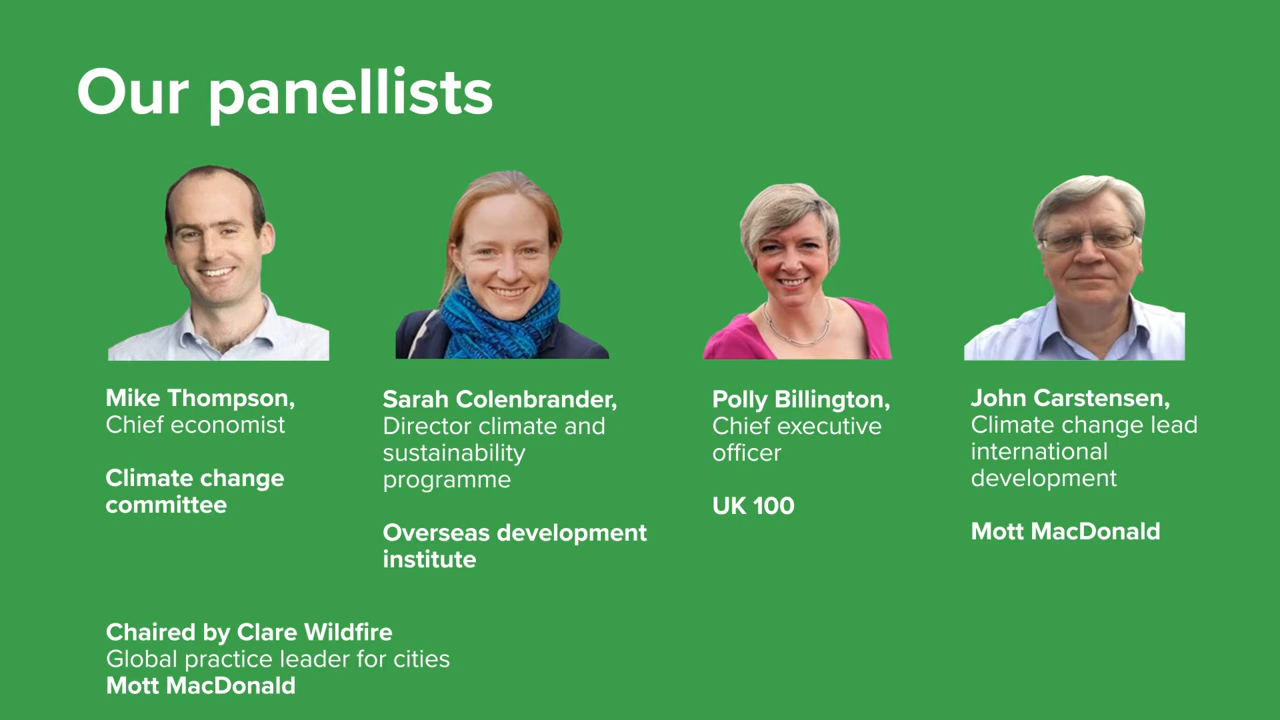 Our panellists
Mike Thompson,
Chief economist
Climate change
committee
Sarah Colenbrander,
Director climate and
sustainability
programme
Overseas development
institute
Polly Billington,
Chief executive
officer
UK 100
John Carstensen,
Climate change lead
international
development
Mott MacDonald
Chaired by Clare Wildfire
Global practice leader for cities
Mott MacDonald